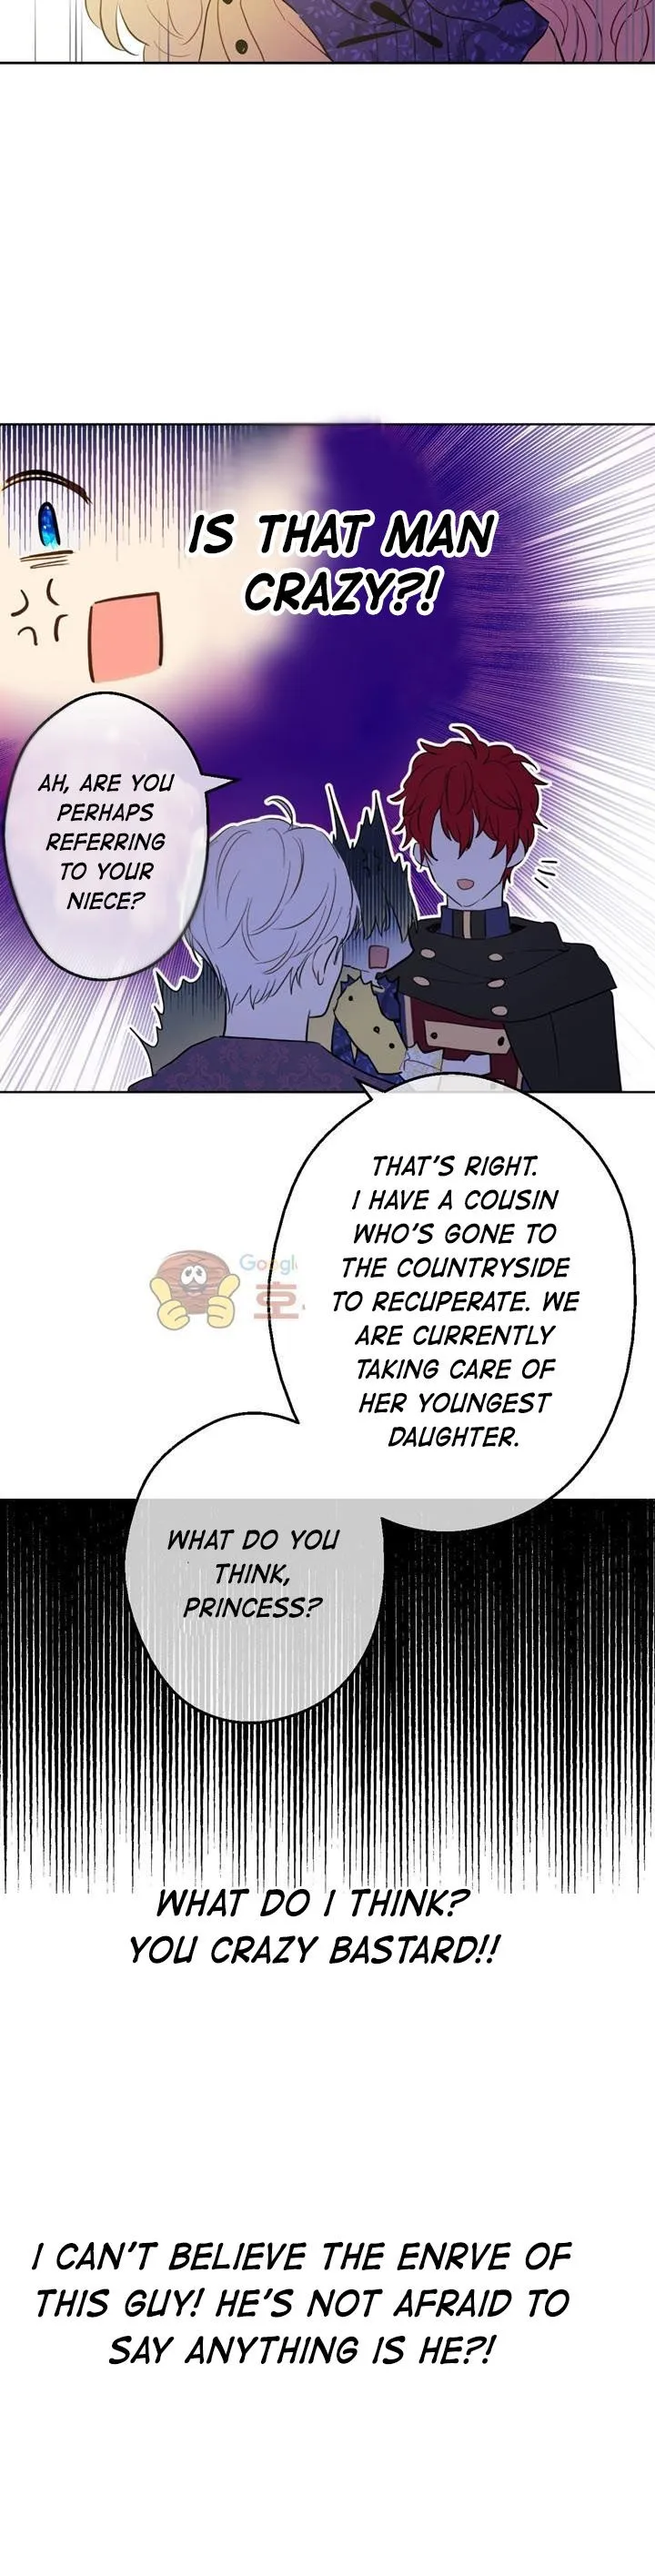 IS THAT MAN
CRAZY?!
AH, ARE YOU
PERHAPS
REFERRING
TO YOUR
NIECE?
THAT'S RIGHT.
I HAVE A COUSIN
WHO'S GONE TO
THE COUNTRYSIDE
TO RECUPERATE. WE
ARE CURRENTLY
TAKING CARE OF
HER YOUNGEST
DAUGHTER.
Googl
호
WHAT DO YOU
THINK,
PRINCESS?
WHAT DO I THINK?
YOU CRAZY BASTARD!!
I CAN'T BELIEVE THE ENRVE OF
THIS GUY! HE'S NOT AFRAID TO
SAY ANYTHING IS HE?!